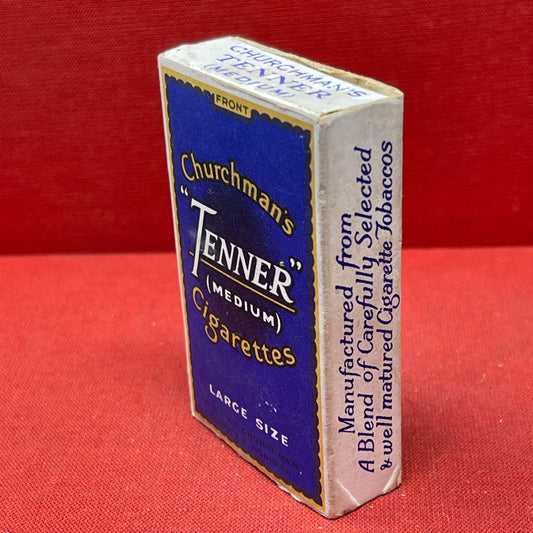 CHURCHMAN'S
TENNER
(MEDIUM)
FRONT
Churchman's
"TENNER"
(MEDIUM)
Cigarettes
LARGE SIZE
Manufactured from
A Blend of Carefully Selected
& well matured Cigarette Tobaccos